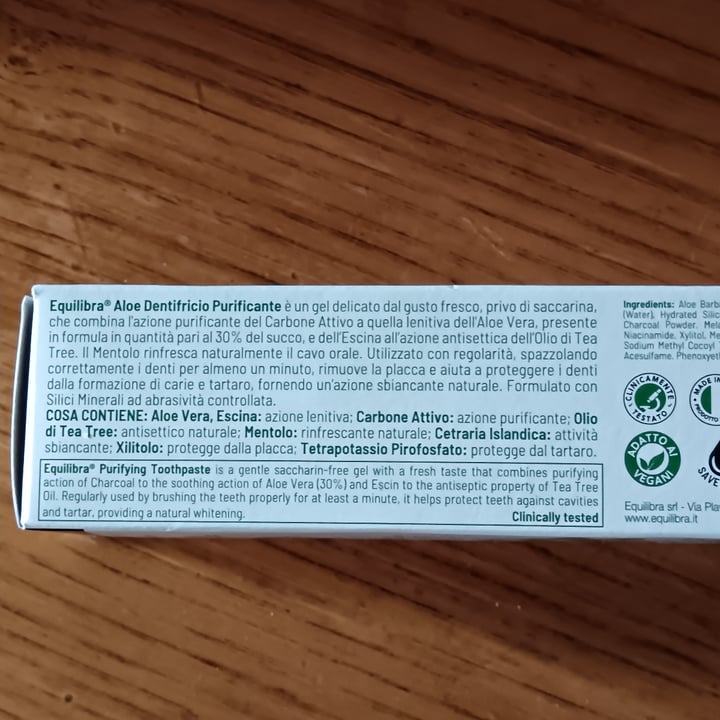 Equilibra® Aloe Dentifricio Purificante è un gel delicato dal gusto fresco, privo di saccarina,
che combina l'azione purificante del Carbone Attivo a quella lenitiva dell'Aloe Vera, presente
in formula in quantità pari al 30% del succo, e dell'Escina all'azione antisettica dell'Olio di Tea
Tree. Il Mentolo rinfresca naturalmente il cavo orale. Utilizzato con regolarità, spazzolando
correttamente i denti per almeno un minuto, rimuove la placca e aiuta a proteggere i denti
dalla formazione di carie e tartaro, fornendo un'azione sbiancante naturale. Formulato con
Silici Minerali ad abrasività controllata.
COSA CONTIENE: Aloe Vera, Escina: azione lenitiva; Carbone Attivo: azione purificante; Olio
di Tea Tree: antisettico naturale; Mentolo: rinfrescante naturale; Cetraria Islandica: attività
sbiancante; Xilitolo: protegge dalla placca; Tetrapotassio Pirofosfato: protegge dal tartaro.
Equilibra® Purifying Toothpaste is a gentle saccharin-free gel with a fresh taste that combines purifying
action of Charcoal to the soothing action of Aloe Vera (30%) and Escin to the antiseptic property of Tea Tree
Oil. Regularly used by brushing the teeth properly for at least a minute, it helps protect teeth against cavities
and tartar, providing a natural whitening.
Clinically tested
Ingredients: Aloe Barba
(Water), Hydrated Silic
Charcoal Powder, Mela
Niacinamide, Xylitol, Me
Sodium Methyl Cocoyl T
Acesulfame, Phenoxyet
CLINICAMENTE
TESTATO
MADE IN
PRODOTTO
ADATTO AI
VEGANI
SAVE
Equilibra srl - Via Pla
www.equilibra.it